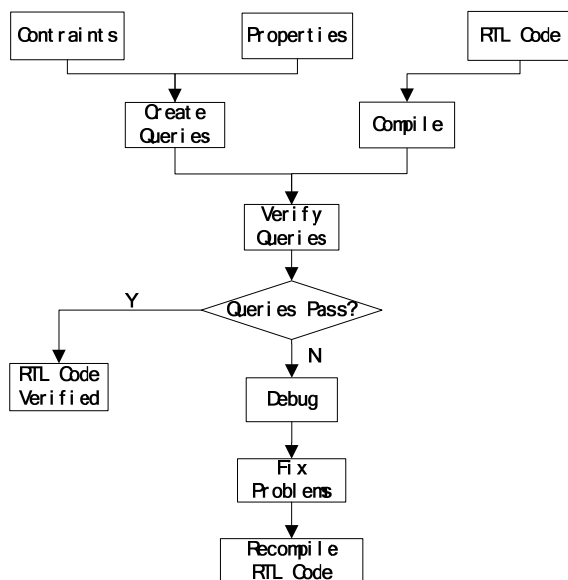 Contraints
Properties
RTL Code
Create
Queries
Compile
Verify
Queries
Queries Pass?
Y
N
RTL Code
Verified
Debug
Fix
Problems
Recompile
RTL Code